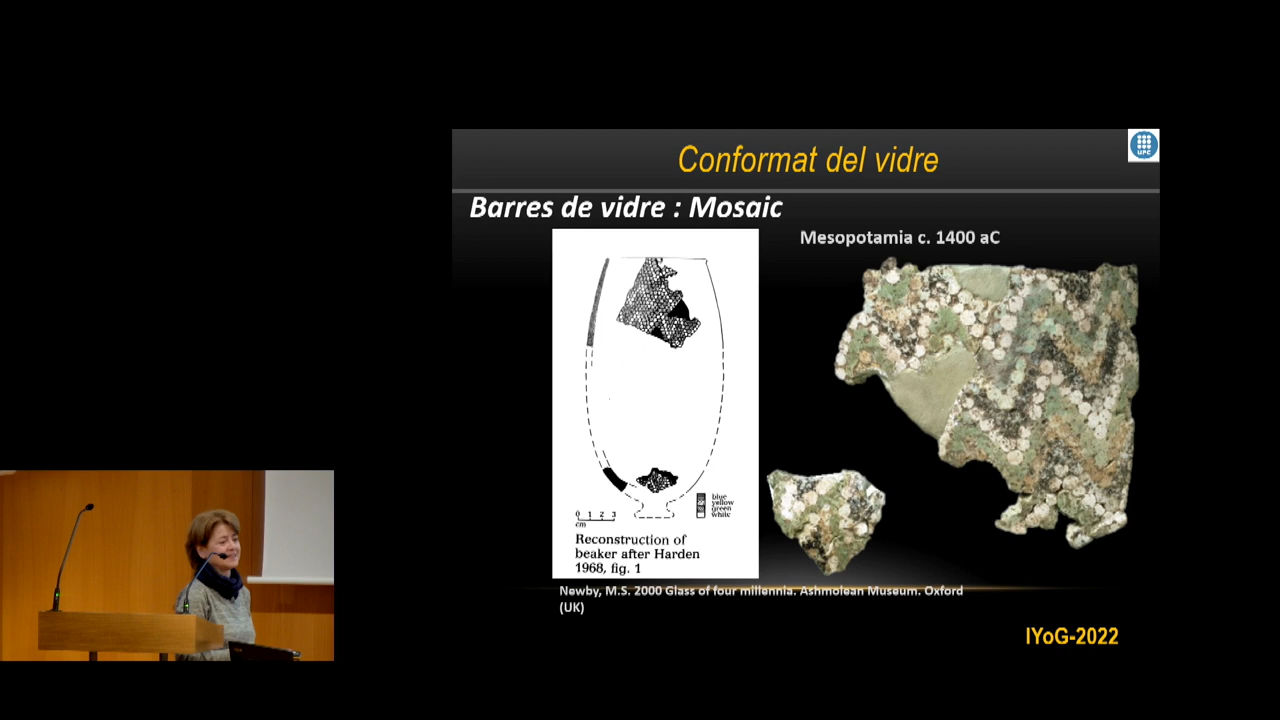 Conformat del vidre
UPC
Barres de vidre : Mosaic
Mesopotamia c. 1400 aC
blue
yellow
green
white
0 1 2 3
cm
Reconstruction of
beaker after Harden
1968, fig. 1
Newby, M.S. 2000 Glass of four millennia. Ashmolean Museum. Oxford
(UK)
IYoG-2022